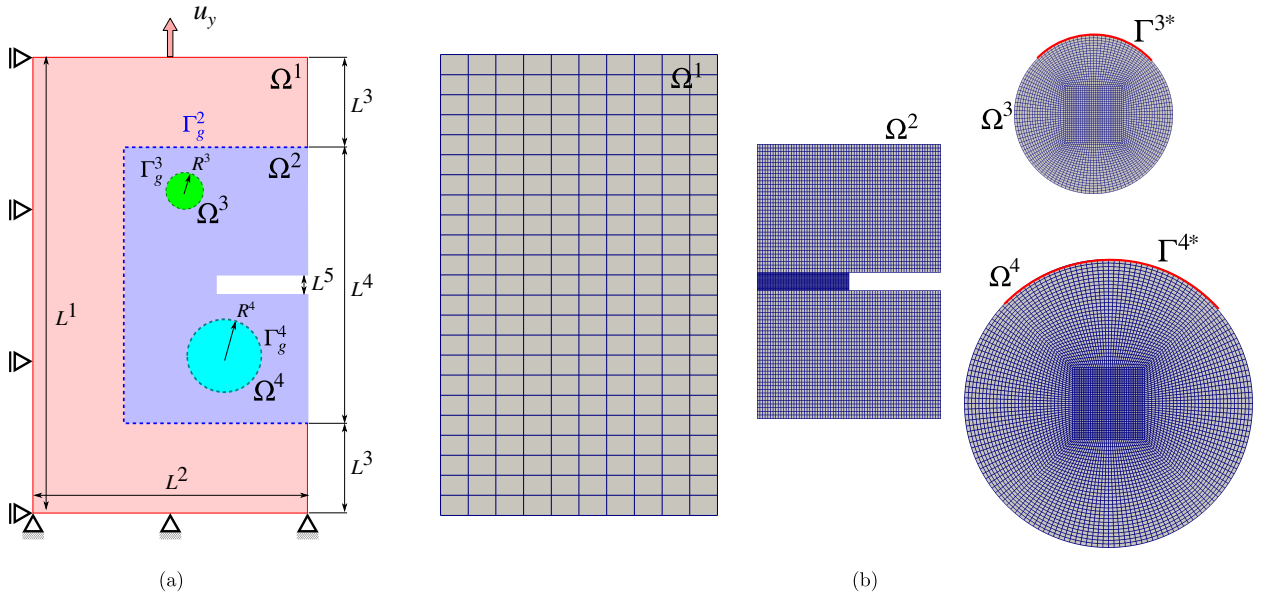 u_y
Ω^1
L^3
Γ_g^2
Γ_g^3
R^3
Ω^2
Ω^3
L^5
L^4
L^1
R^4
Γ_g^4
Ω^4
L^3
L^2
(a)
Ω^1
Ω^2
Γ^{3*}
Ω^3
Γ^{4*}
Ω^4
(b)